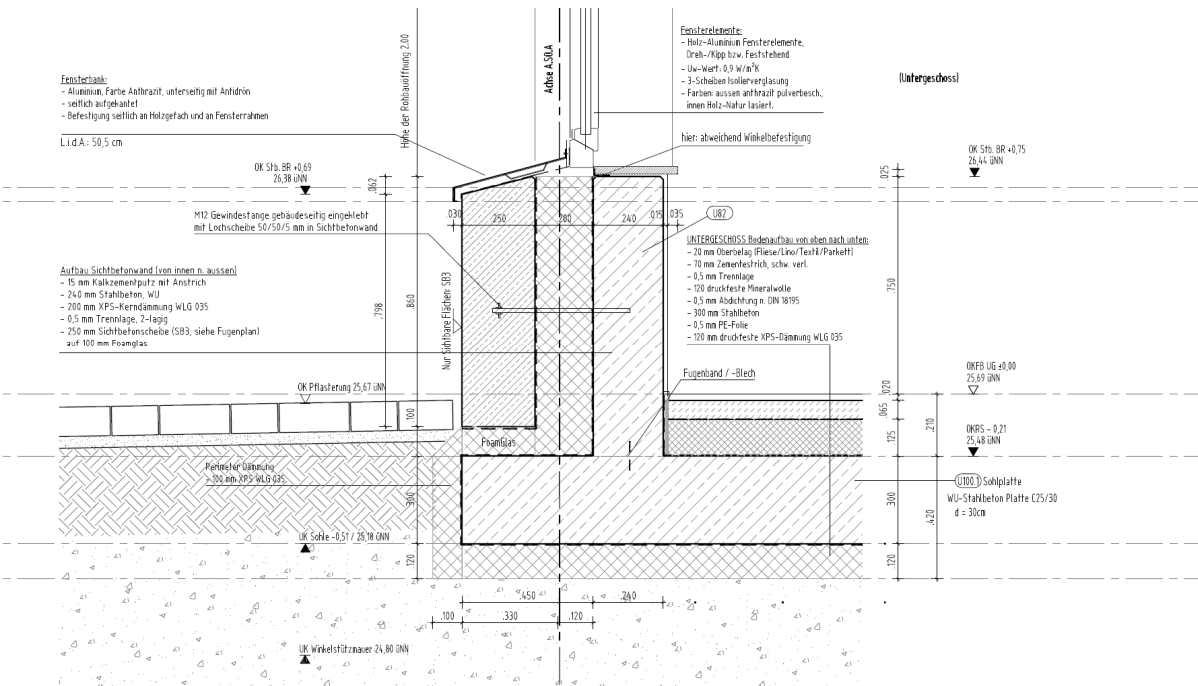 Fensterbank:
- Aluminium, Farbe Anthrazit, unterseitig mit Antidrön
- seitlich aufgekantet
- Befestigung seitlich an Holzgefach und an Fensterrahmen
L.i.d.A.: 50,5 cm
Höhe der Rohbauöffnung 2.00
Achse A.50.A
Fensterelemente:
- Holz-Aluminium Fensterelemente,
Dreh-/Kipp bzw. Feststehend
- Uw-Wert: 0,9 W/m²K
- 3-Scheiben Isolierverglasung
- Farben: aussen anthrazit pulverbesch.,
innen Holz-Natur lasiert.
(Untergeschoss)
hier: abweichend Winkelbefestigung
OK Stb. BR +0,69
26,38 üNN
OK Stb. BR +0,75
26,44 üNN
.062
.025
M12 Gewindestange gebäudeseitig eingeklebt
mit Lochscheibe 50/50/5 mm in Sichtbetonwand
.030
.250
.200
.240
.015
.035
U82
UNTERGESCHOSS Bodenaufbau von oben nach unten:
- 20 mm Oberbelag (Fliese/Lino/Textil/Parkett)
- 70 mm Zementestrich, schw. verl.
- 0,5 mm Trennlage
- 120 druckfeste Mineralwolle
- 0,5 mm Abdichtung n. DIN 18195
- 300 mm Stahlbeton
- 0,5 mm PE-Folie
- 120 mm druckfeste XPS-Dämmung WLG 035
Aufbau Sichtbetonwand (von innen n. aussen)
- 15 mm Kalkzementputz mit Anstrich
- 240 mm Stahlbeton, WU
- 200 mm XPS-Kerndämmung WLG 035
- 0,5 mm Trennlage, 2-lagig
- 250 mm Sichtbetonscheibe (SB3, siehe Fugenplan)
auf 100 mm Foamglas
.798
.860
Nur Sichtbare Flächen: SB3
.750
Fugenband / -Blech
OKFB UG ±0,00
25,69 üNN
OK Pflasterung 25,67 üNN
.100
.020
.065
.125
.210
FoamGlas
OKRS - 0,21
25,48 üNN
Perimeter Dämmung
- 100 mm XPS WLG 035
.300
.300
.420
U100.1 Sohlplatte
WU-Stahlbeton Platte C25/30
d = 30cm
UK Sohle -0,51 / 25,18 üNN
.120
.120
.450
.240
.100
.330
.120
UK Winkelstützmauer 24,80 üNN